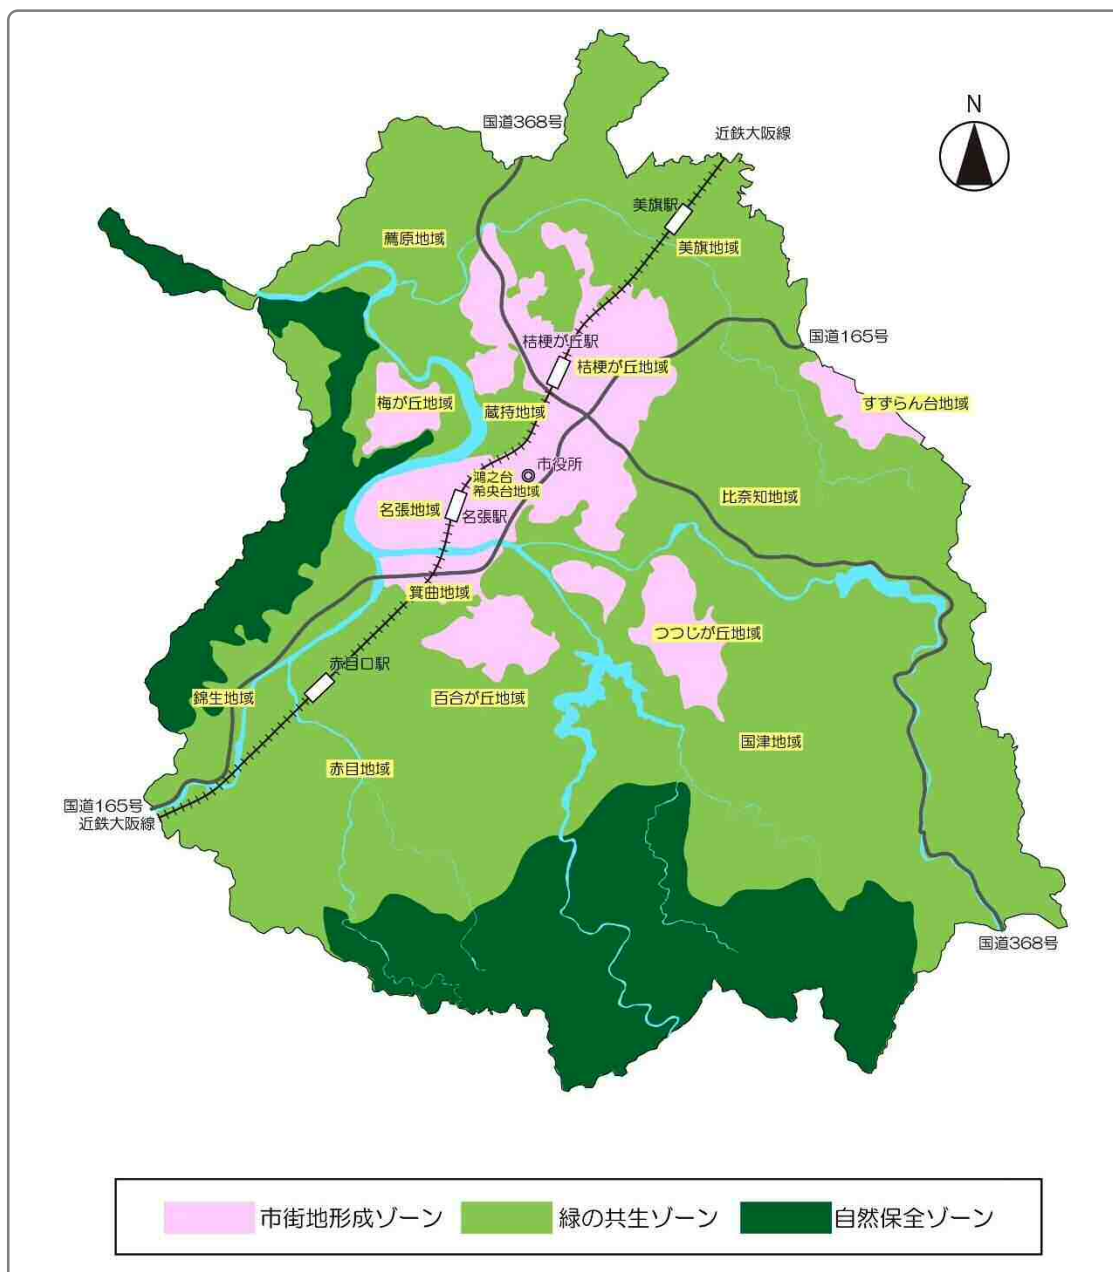 N
国道368号
近鉄大阪線
美旗駅
薦原地域
美旗地域
国道165号
桔梗が丘駅
桔梗が丘地域
すずらん台地域
梅が丘地域
蔵持地域
市役所
鴻之台
希央台地域
名張地域
名張駅
比奈知地域
箕曲地域
つつじが丘地域
赤目口駅
錦生地域
百合が丘地域
国津地域
赤目地域
国道165号
近鉄大阪線
国道368号
市街地形成ゾーン
緑の共生ゾーン
自然保全ゾーン